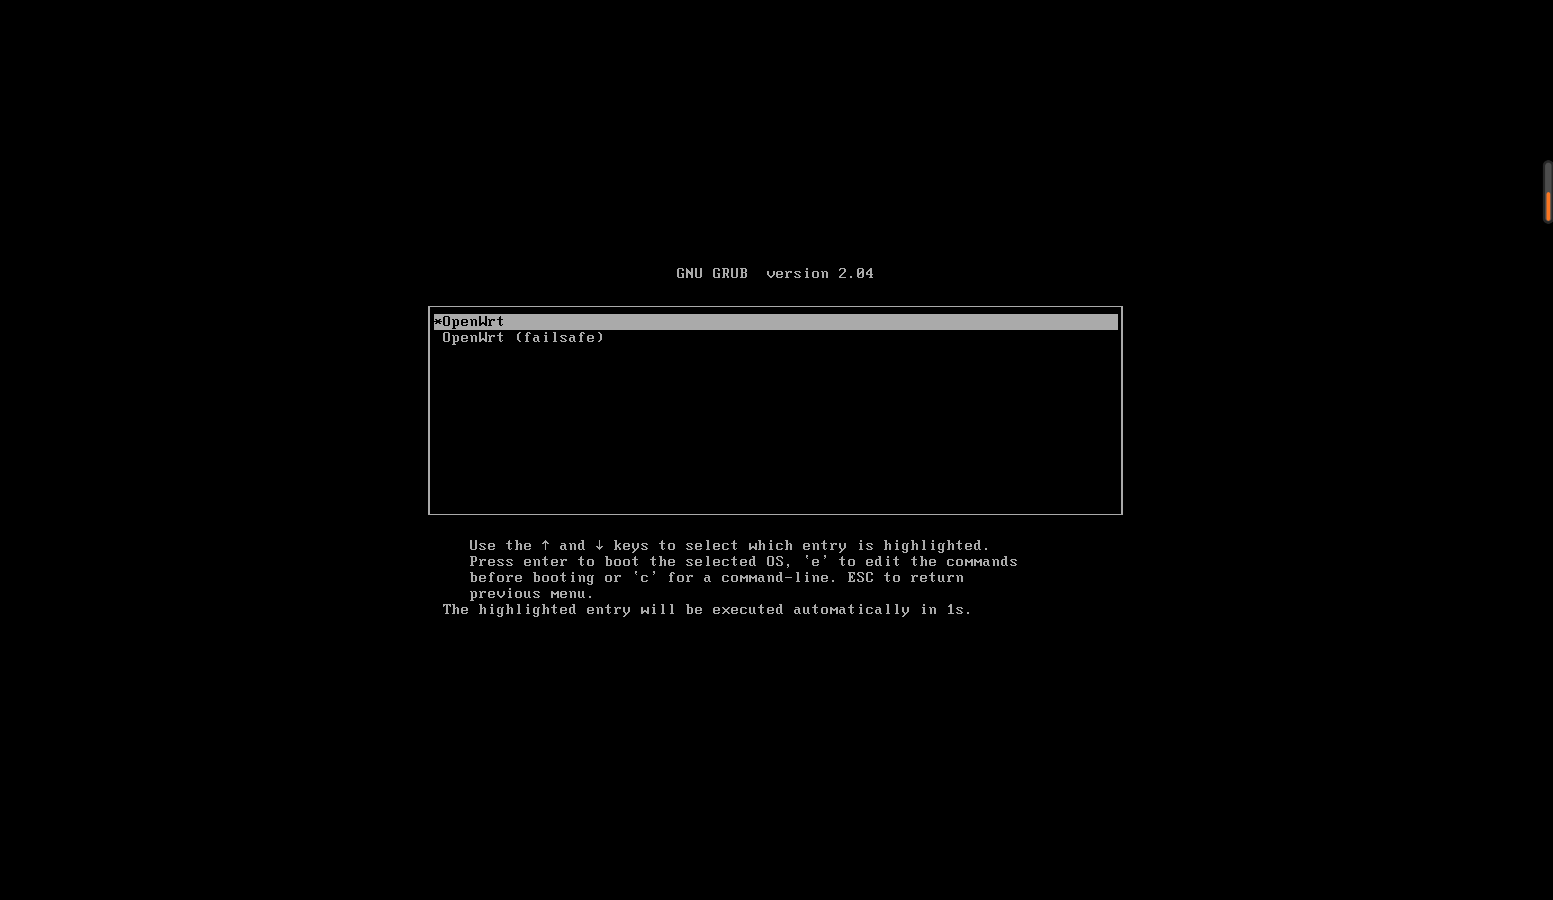 GNU GRUB  version 2.04
*OpenWrt
OpenWrt (failsafe)
Use the ↑ and ↓ keys to select which entry is highlighted.
Press enter to boot the selected OS, `e' to edit the commands
before booting or `c' for a command-line. ESC to return
previous menu.
The highlighted entry will be executed automatically in 1s.